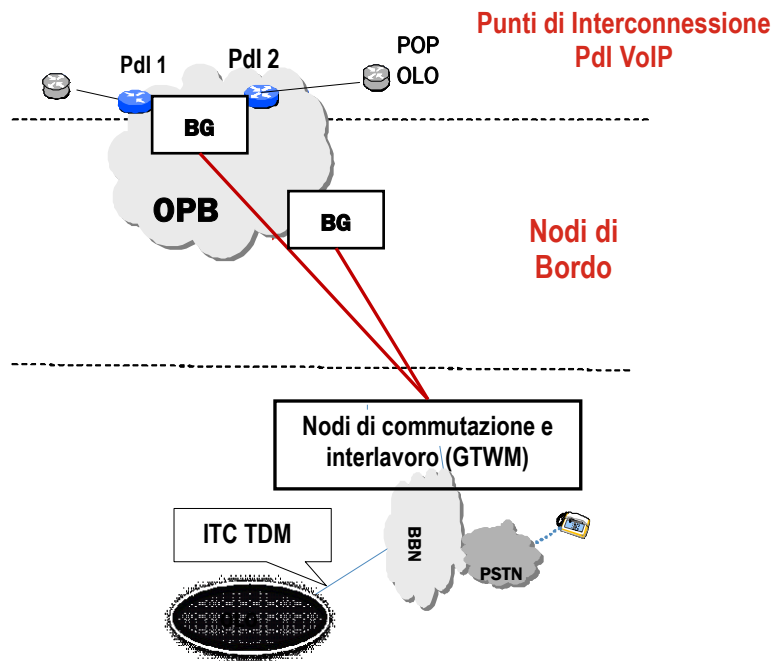 Punti di Interconnessione
PdI VoIP
PdI 1
PdI 2
POP
OLO
BG
OPB
BG
Nodi di
Bordo
Nodi di commutazione e
interlavoro (GTWM)
ITC TDM
BBN
PSTN